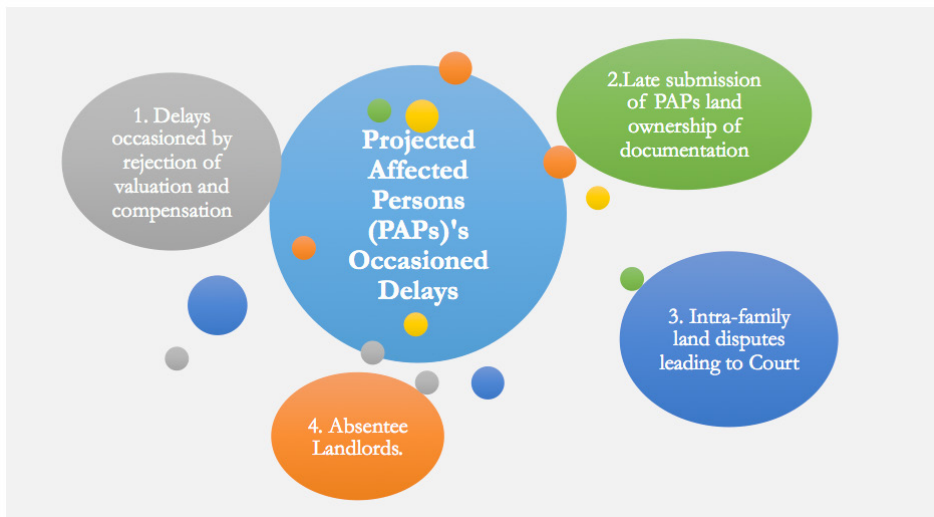 Projected
Affected
Persons
(PAPs)'s
Occasioned
Delays
1. Delays
occasioned by
rejection of
valuation and
compensation
2.Late submission
of PAPs land
ownership of
documentation
3. Intra-family
land disputes
leading to Court
4. Absentee
Landlords.